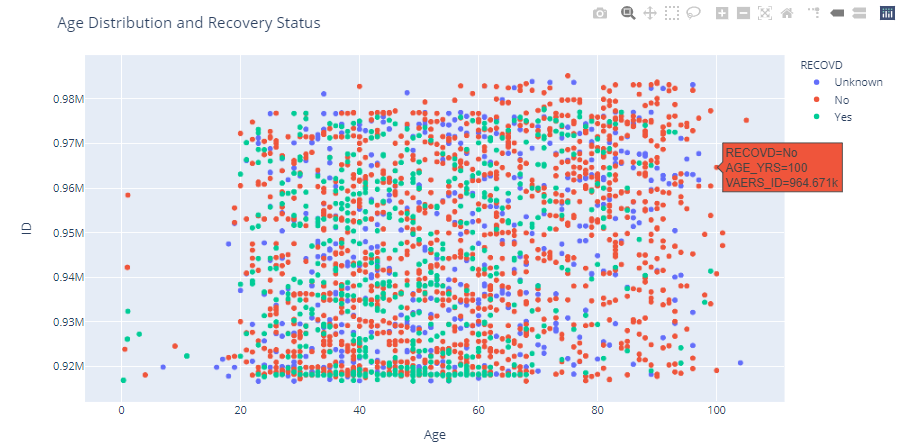 Age Distribution and Recovery Status
RECOVD
Unknown
No
Yes
0.98M
0.97M
0.96M
0.95M
0.94M
0.93M
0.92M
ID
RECOVD=No
AGE_YRS=100
VAERS_ID=964.671k
0 20 40 60 80 100
Age